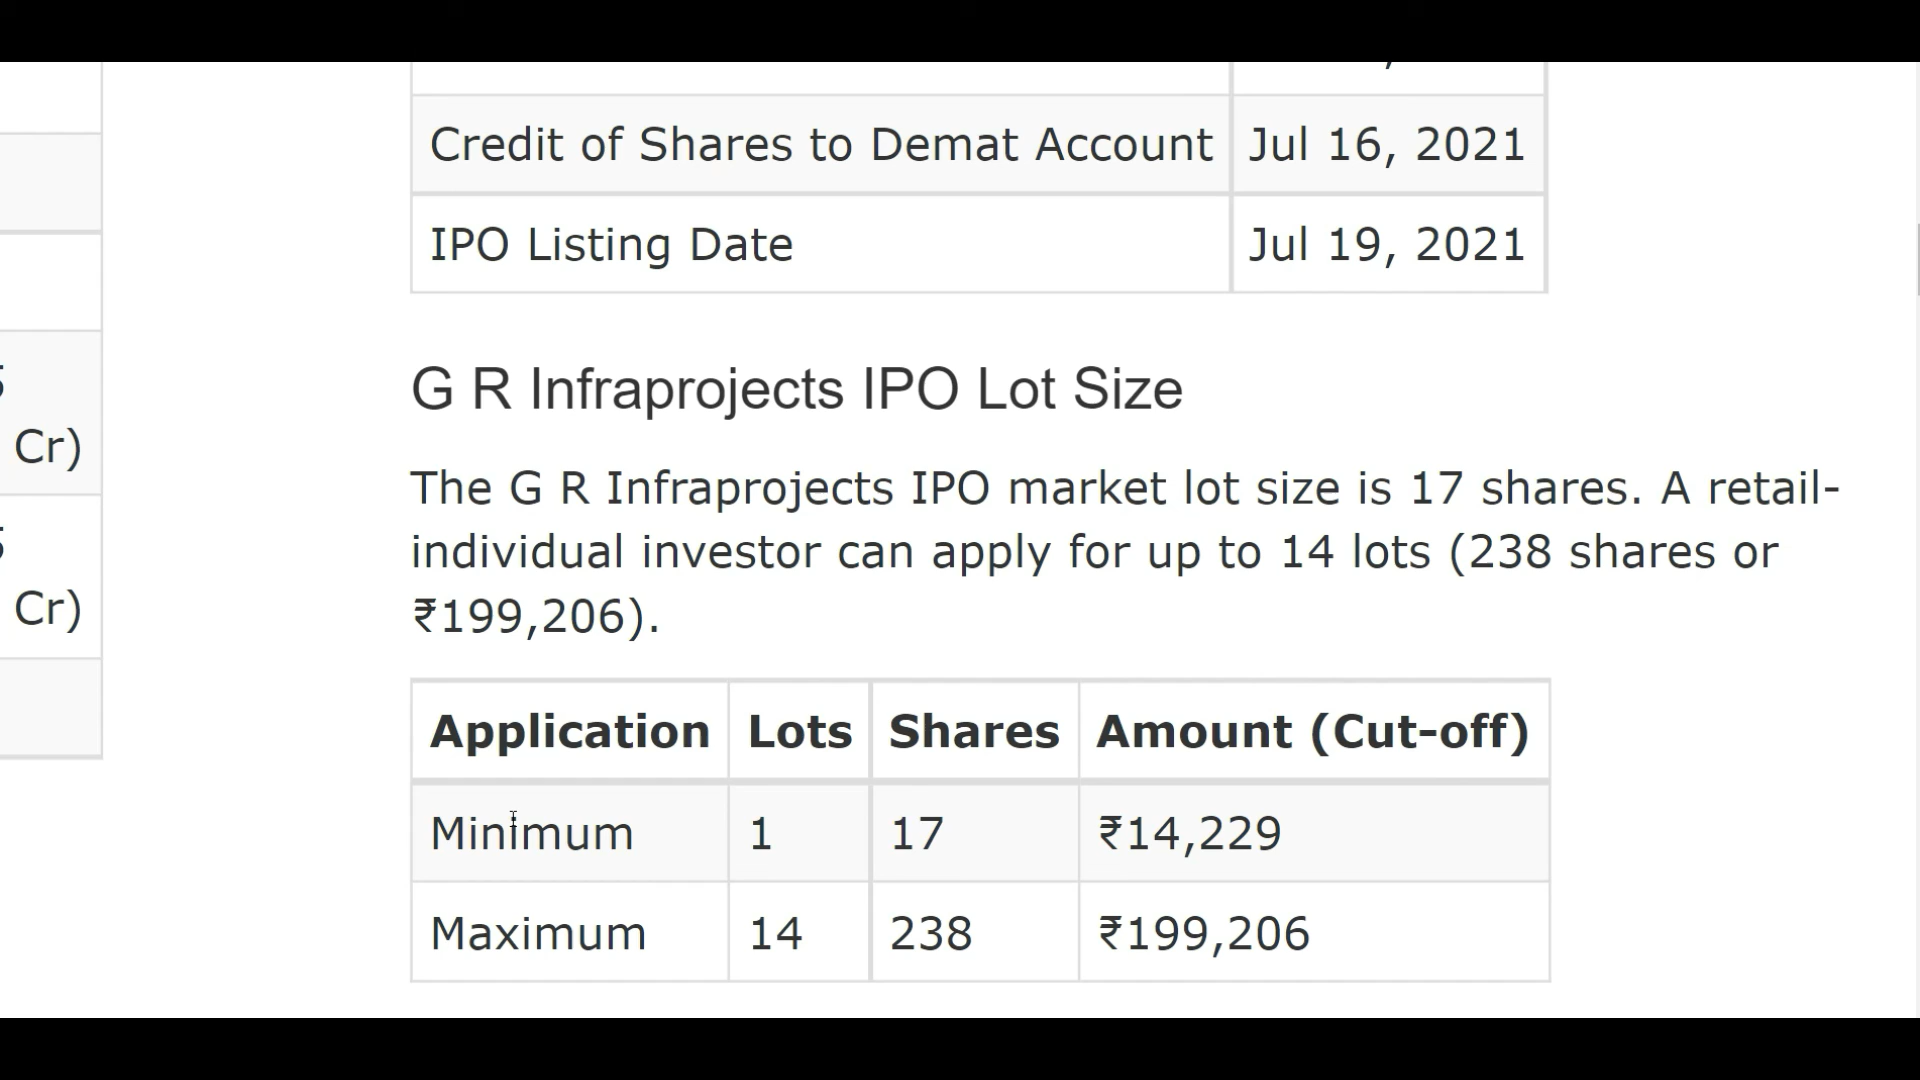 Credit of Shares to Demat Account Jul 16, 2021
IPO Listing Date Jul 19, 2021
Cr)
Cr)
G R Infraprojects IPO Lot Size
The G R Infraprojects IPO market lot size is 17 shares. A retail-
individual investor can apply for up to 14 lots (238 shares or
₹199,206).
Application Lots Shares Amount (Cut-off)
Minimum 1 17 ₹14,229
Maximum 14 238 ₹199,206